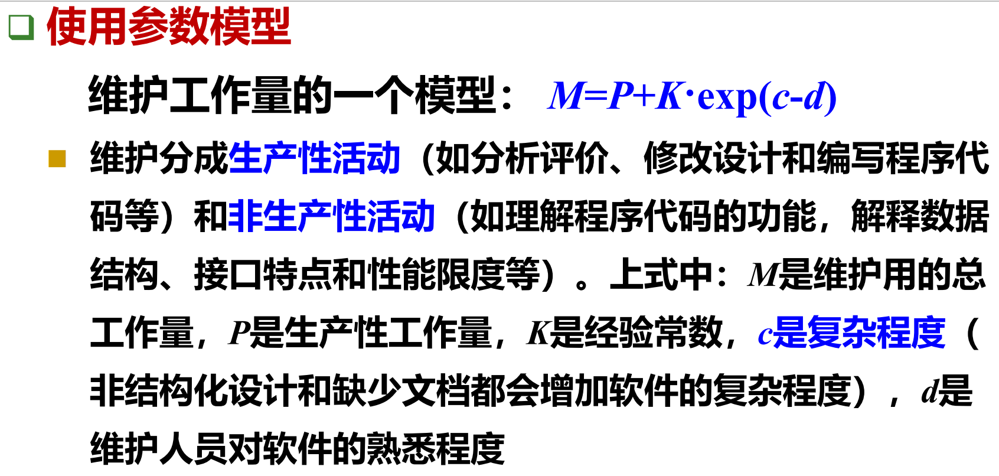 使用参数模型
维护工作量的一个模型： M=P+K·exp(c-d)
维护分成生产性活动（如分析评价、修改设计和编写程序代
码等）和非生产性活动（如理解程序代码的功能，解释数据
结构、接口特点和性能限度等）。上式中：M是维护用的总
工作量，P是生产性工作量，K是经验常数，c是复杂程度（
非结构化设计和缺少文档都会增加软件的复杂程度），d是
维护人员对软件的熟悉程度